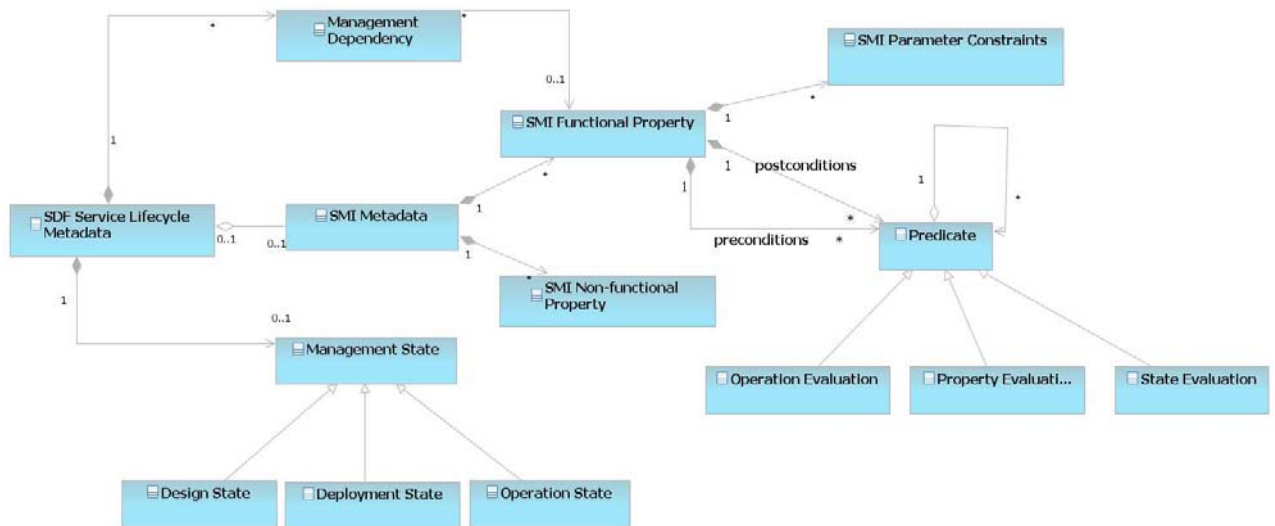 Management
Dependency
*
*
SMI Parameter Constraints
0..1
*
1
SMI Functional Property
1
postconditions
1
1
*
1
*
*
SDF Service Lifecycle
Metadata
SMI Metadata
1
0..1
0..1
preconditions
*
*
Predicate
1
*
SMI Non-functional
Property
1
0..1
Management State
Operation Evaluation
Property Evaluati...
State Evaluation
Design State
Deployment State
Operation State